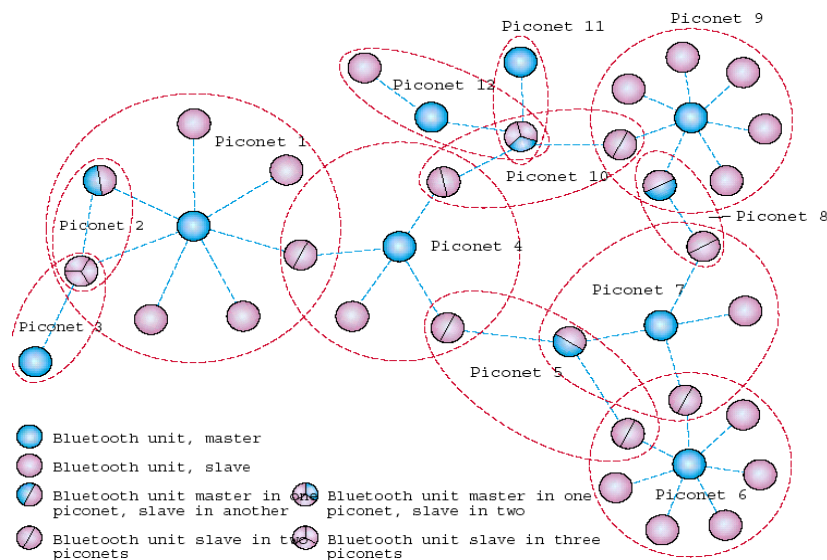 Piconet 9
Piconet 11
Piconet 12
Piconet 1
Piconet 10
Piconet 2
Piconet 8
Piconet 4
Piconet 7
Piconet 3
Piconet 5
Piconet 6
Bluetooth unit, master
Bluetooth unit, slave
Bluetooth unit master in one
piconet, slave in another
Bluetooth unit slave in two
piconets
Bluetooth unit master in one
piconet, slave in two
Bluetooth unit slave in three
piconets